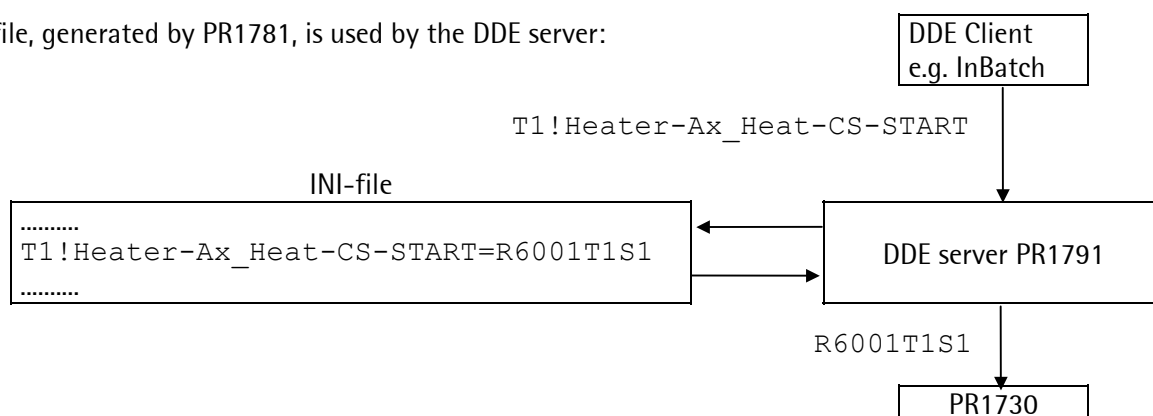 file, generated by PR1781, is used by the DDE server:
DDE Client
e.g. InBatch
T1!Heater-Ax_Heat-CS-START
INI-file
..........
T1!Heater-Ax_Heat-CS-START=R6001T1S1
..........
DDE server PR1791
R6001T1S1
PR1730